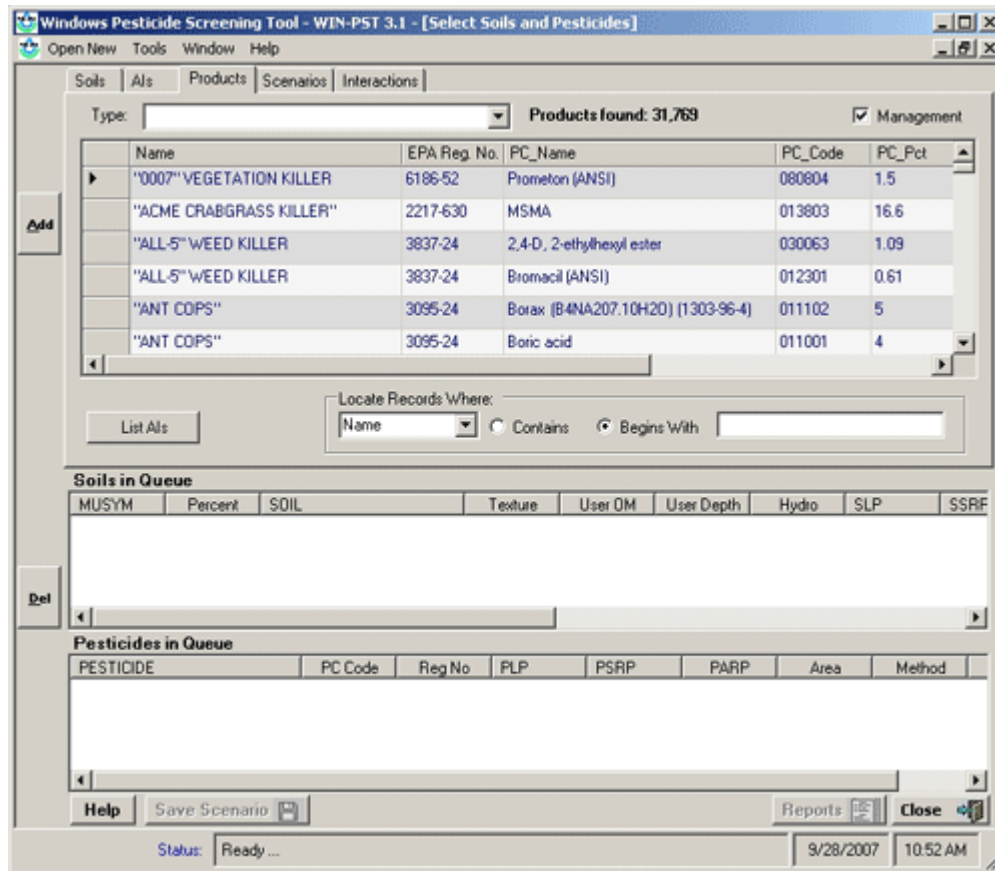 Windows Pesticide Screening Tool - WIN-PST 3.1 - [Select Soils and Pesticides]
Open New Tools Window Help
Soils AIs Products Scenarios Interactions
Type: Products found: 31,769 Management
Name EPA Reg. No. PC_Name PC_Code PC_Pct
"0007" VEGETATION KILLER 6186-52 Prometon (ANSI) 080804 1.5
"ACME CRABGRASS KILLER" 2217-630 MSMA 013803 16.6
Add
"ALL-5" WEED KILLER 3837-24 2,4-D, 2-ethylhexyl ester 030063 1.09
"ALL-5" WEED KILLER 3837-24 Bromacil (ANSI) 012301 0.61
"ANT COPS" 3095-24 Borax (B4NA207.10H2O) (1303-96-4) 011102 5
"ANT COPS" 3095-24 Boric acid 011001 4
Locate Records Where:
List AIs Name Contains Begins With
Soils in Queue
MUSYM Percent SOIL Texture User OM User Depth Hydro SLP SSRF
Del
Pesticides in Queue
PESTICIDE PC Code Reg No PLP PSRP PARP Area Method
Help Save Scenario Reports Close
Status: Ready ... 9/28/2007 10:52 AM